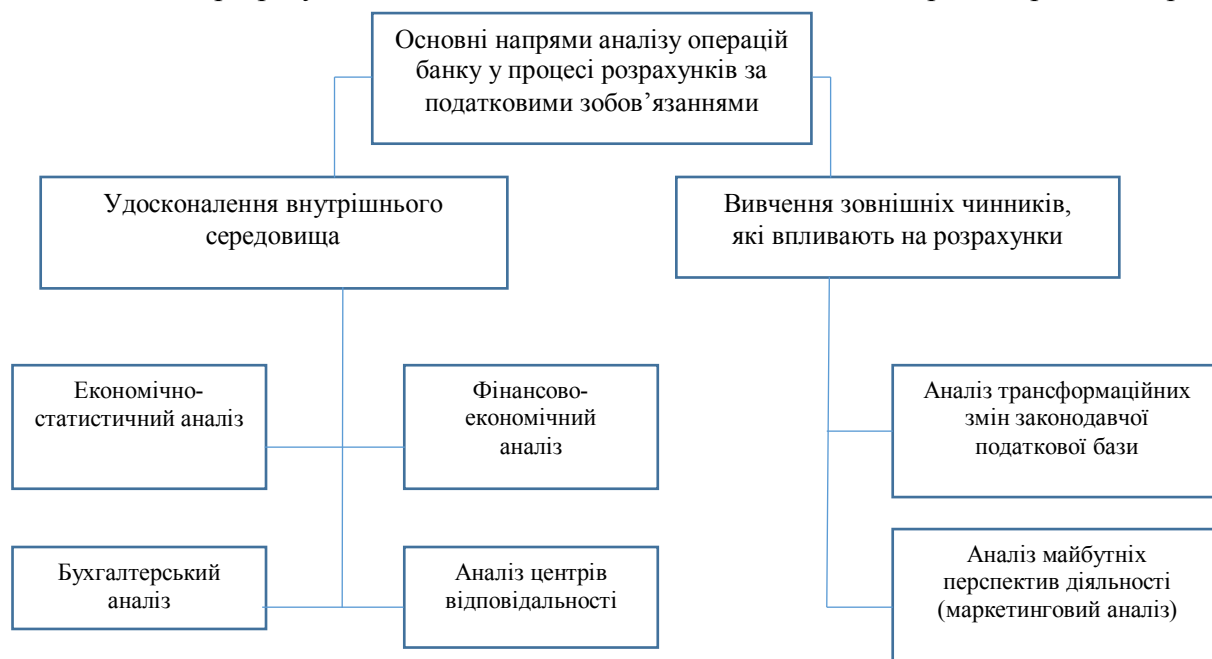 Основні напрями аналізу операцій
банку у процесі розрахунків за
податковими зобов’язаннями
Удосконалення внутрішнього
середовища
Вивчення зовнішніх чинників,
які впливають на розрахунки
Економічно-
статистичний аналіз
Фінансово-
економічний
аналіз
Аналіз трансформаційних
змін законодавчої
податкової бази
Бухгалтерський
аналіз
Аналіз центрів
відповідальності
Аналіз майбутніх
перспектив діяльності
(маркетинговий аналіз)